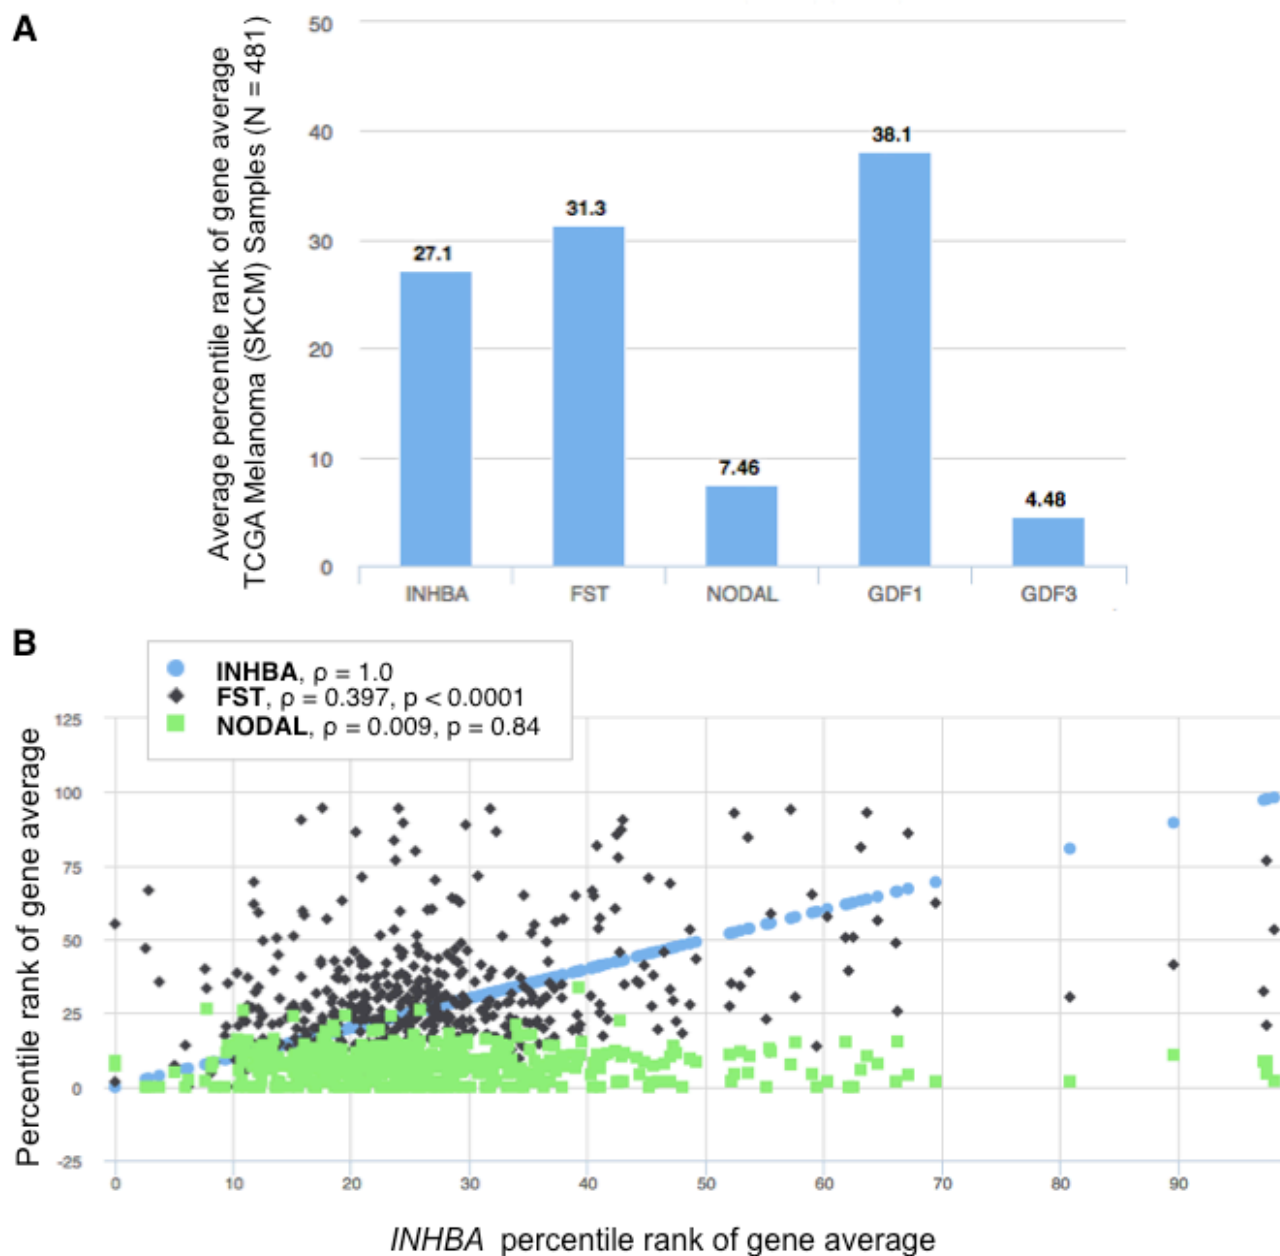 A
Average percentile rank of gene average
TCGA Melanoma (SKCM) Samples (N = 481)
50
40
30
20
10
0
27.1
31.3
7.46
38.1
4.48
INHBA
FST
NODAL
GDF1
GDF3
B
INHBA, ρ = 1.0
FST, ρ = 0.397, p < 0.0001
NODAL, ρ = 0.009, p = 0.84
Percentile rank of gene average
125
100
75
50
25
0
-25
0 10 20 30 40 50 60 70 80 90
INHBA percentile rank of gene average